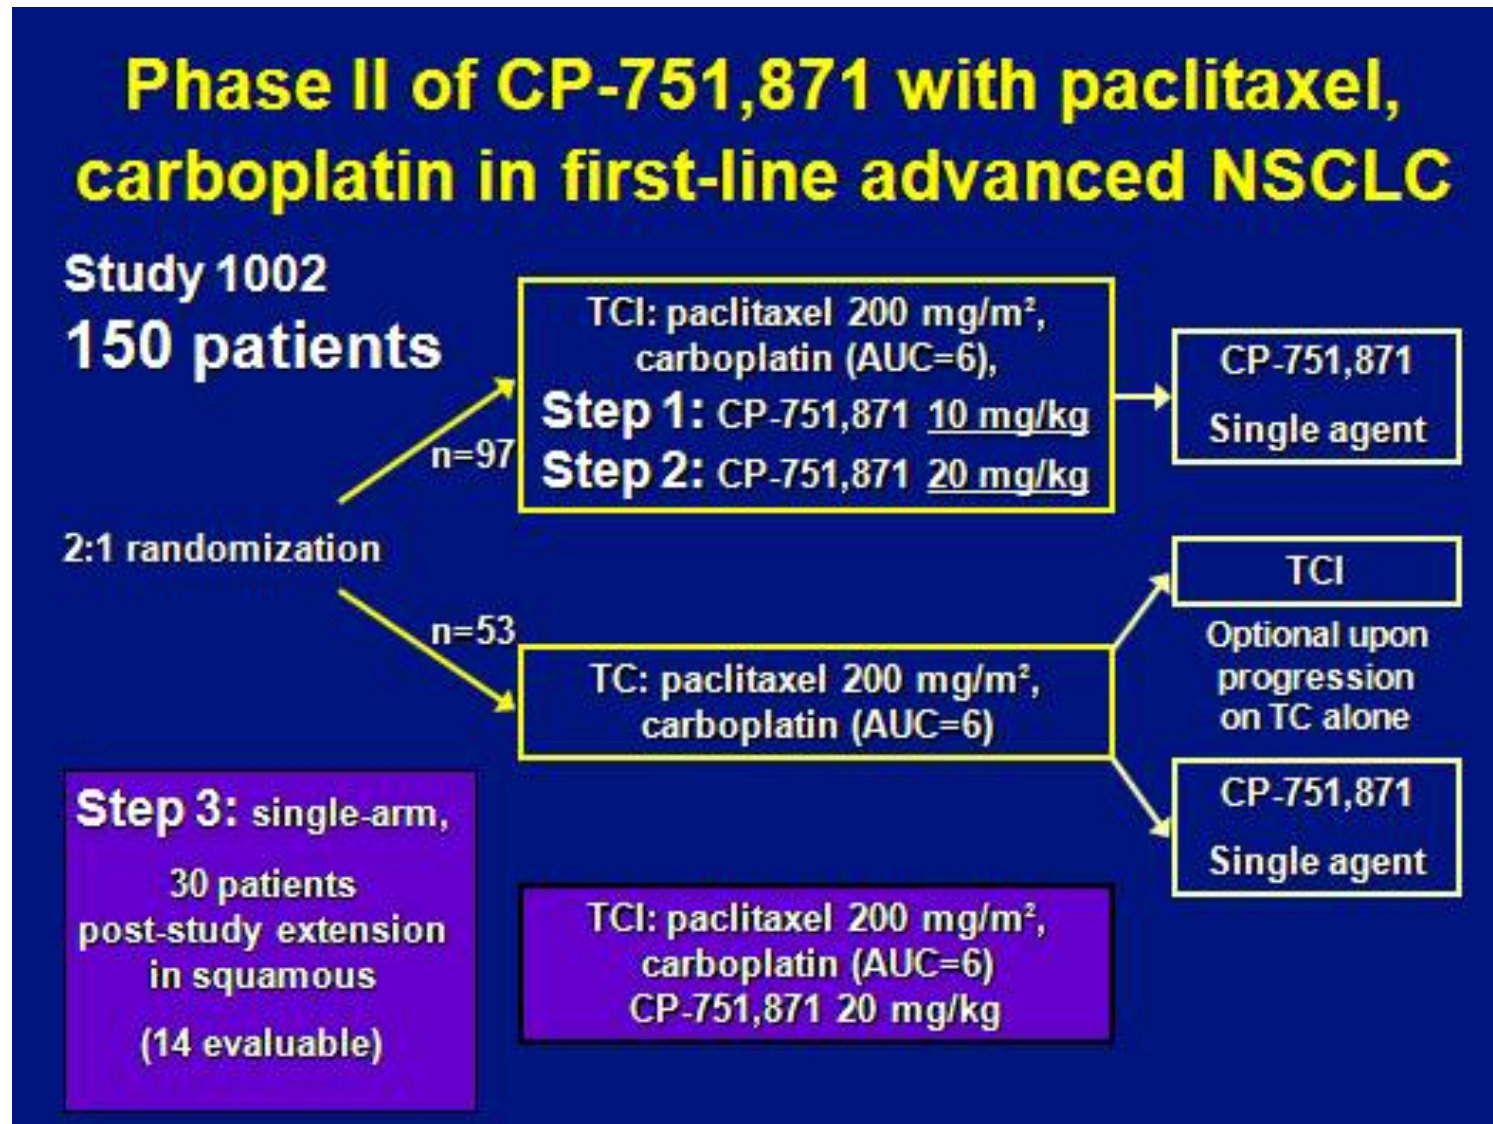 Phase II of CP-751,871 with paclitaxel,
carboplatin in first-line advanced NSCLC
Study 1002
150 patients
2:1 randomization
n=97
TCI: paclitaxel 200 mg/m²,
carboplatin (AUC=6),
Step 1: CP-751,871 10 mg/kg
Step 2: CP-751,871 20 mg/kg
CP-751,871
Single agent
n=53
TC: paclitaxel 200 mg/m²,
carboplatin (AUC=6)
TCI
Optional upon
progression
on TC alone
CP-751,871
Single agent
Step 3: single-arm,
30 patients
post-study extension
in squamous
(14 evaluable)
TCI: paclitaxel 200 mg/m²,
carboplatin (AUC=6)
CP-751,871 20 mg/kg